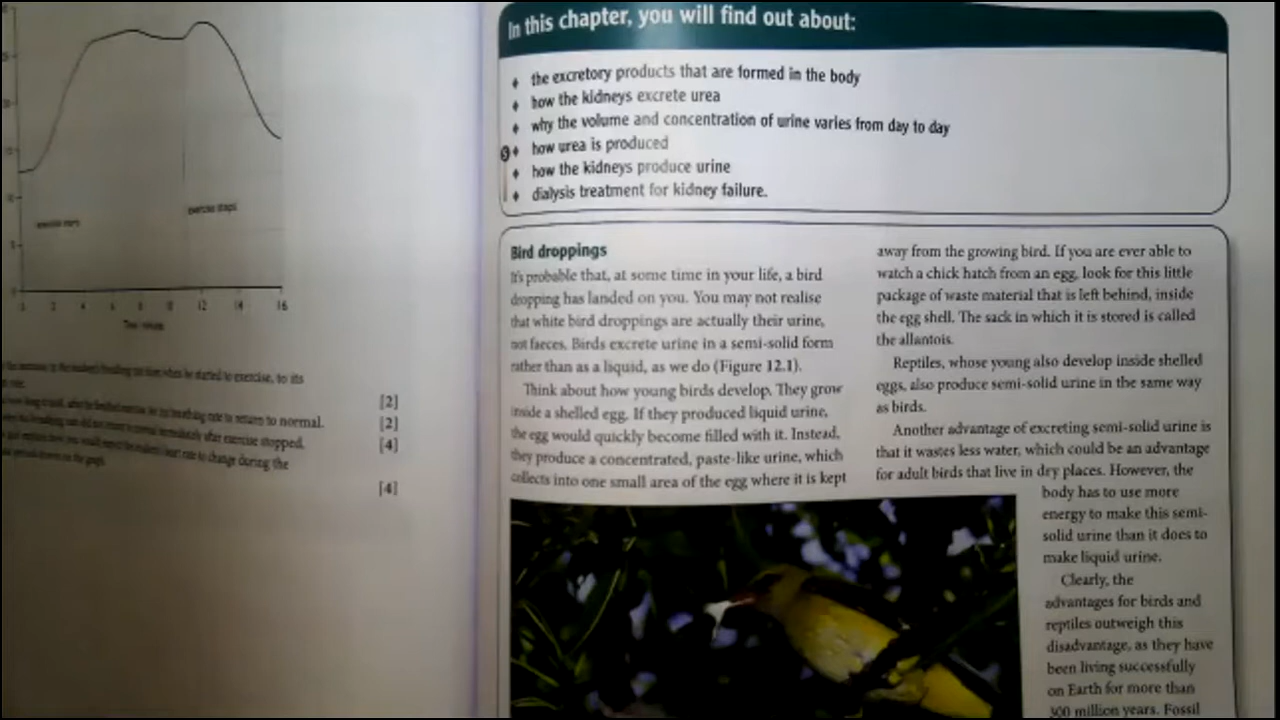 2 4 6 8 10 12 14 16
exercise stops
[2]
to return to normal.
[2]
after exercise stopped.
[4]
to change during the
[4]
In this chapter, you will find out about:
♦ the excretory products that are formed in the body
♦ how the kidneys excrete urea
♦ why the volume and concentration of urine varies from day to day
S ♦ how urea is produced
♦ how the kidneys produce urine
♦ dialysis treatment for kidney failure.
Bird droppings
It's probable that, at some time in your life, a bird
dropping has landed on you. You may not realise
that white bird droppings are actually their urine,
not faeces. Birds excrete urine in a semi-solid form
rather than as a liquid, as we do (Figure 12.1).
Think about how young birds develop. They grow
inside a shelled egg. If they produced liquid urine,
the egg would quickly become filled with it. Instead,
they produce a concentrated, paste-like urine, which
collects into one small area of the egg where it is kept
away from the growing bird. If you are ever able to
watch a chick hatch from an egg, look for this little
package of waste material that is left behind, inside
the egg shell. The sack in which it is stored is called
the allantois.
Reptiles, whose young also develop inside shelled
eggs, also produce semi-solid urine in the same way
as birds.
Another advantage of excreting semi-solid urine is
that it wastes less water, which could be an advantage
for adult birds that live in dry places. However, the
body has to use more
energy to make this semi-
solid urine than it does to
make liquid urine.
Clearly, the
advantages for birds and
reptiles outweigh this
disadvantage, as they have
been living successfully
on Earth for more than
300 million years. Fossil